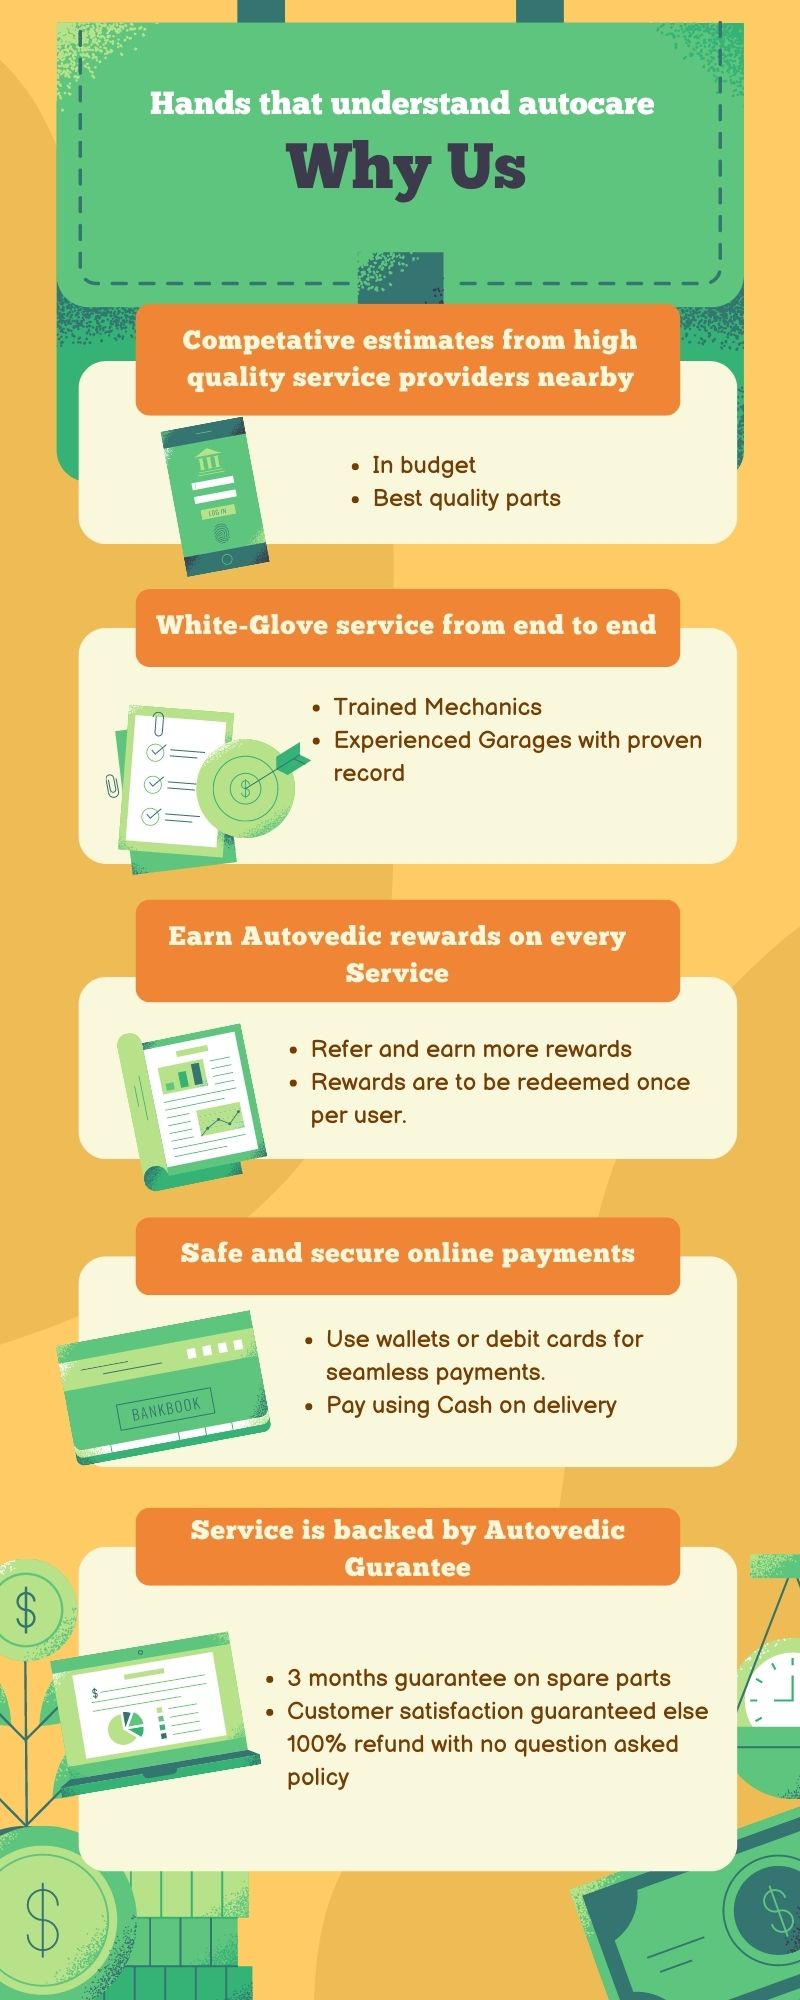 Hands that understand autocare
Why Us
Competative estimates from high
quality service providers nearby
LOG IN
• In budget
• Best quality parts
White-Glove service from end to end
• Trained Mechanics
• Experienced Garages with proven
record
$
Earn Autovedic rewards on every
Service
• Refer and earn more rewards
• Rewards are to be redeemed once
per user.
Safe and secure online payments
BANKBOOK
• Use wallets or debit cards for
seamless payments.
• Pay using Cash on delivery
Service is backed by Autovedic
Gurantee
$
$
• 3 months guarantee on spare parts
• Customer satisfaction guaranteed else
100% refund with no question asked
policy
$
$